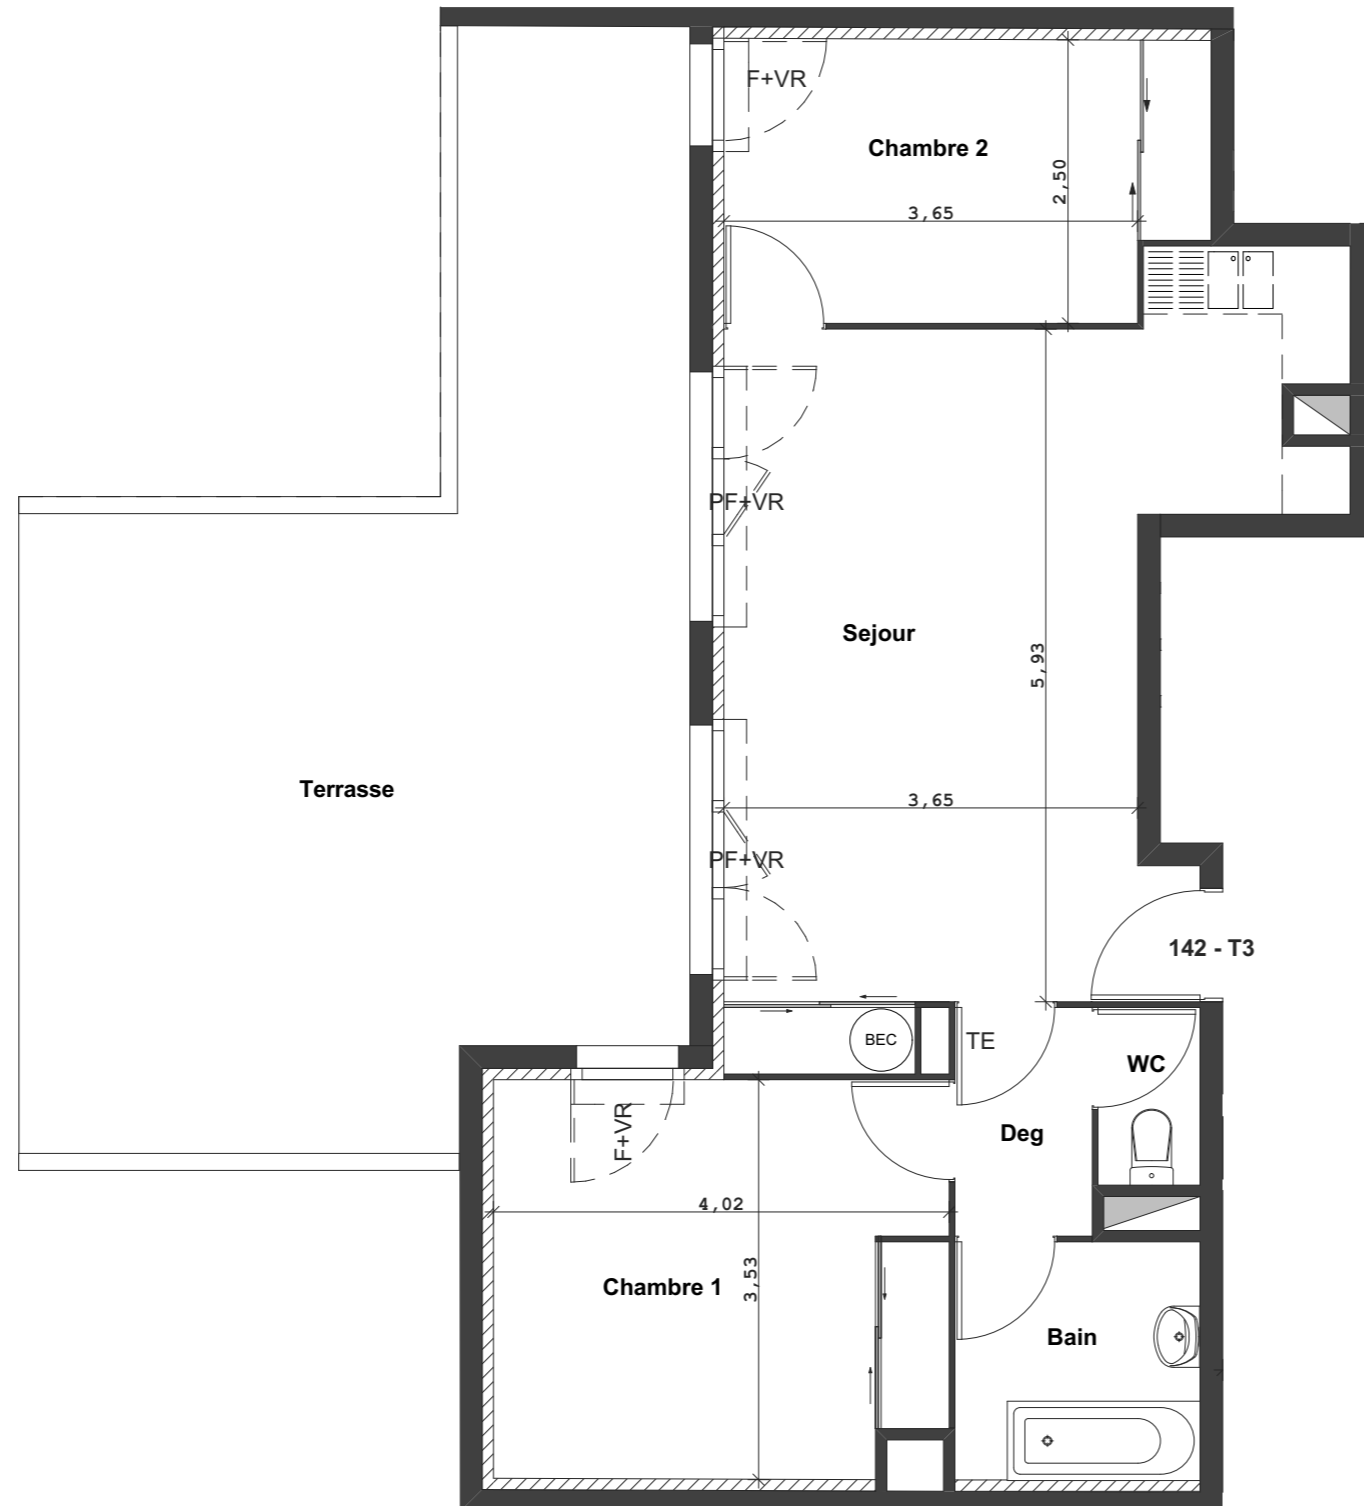 F+VR
Chambre 2
2,50
3,65
PF+VR
Sejour
5,93
Terrasse
3,65
PF+VR
142 - T3
BEC
TE
WC
F+VR
Deg
4,02
3,53
Chambre 1
Bain